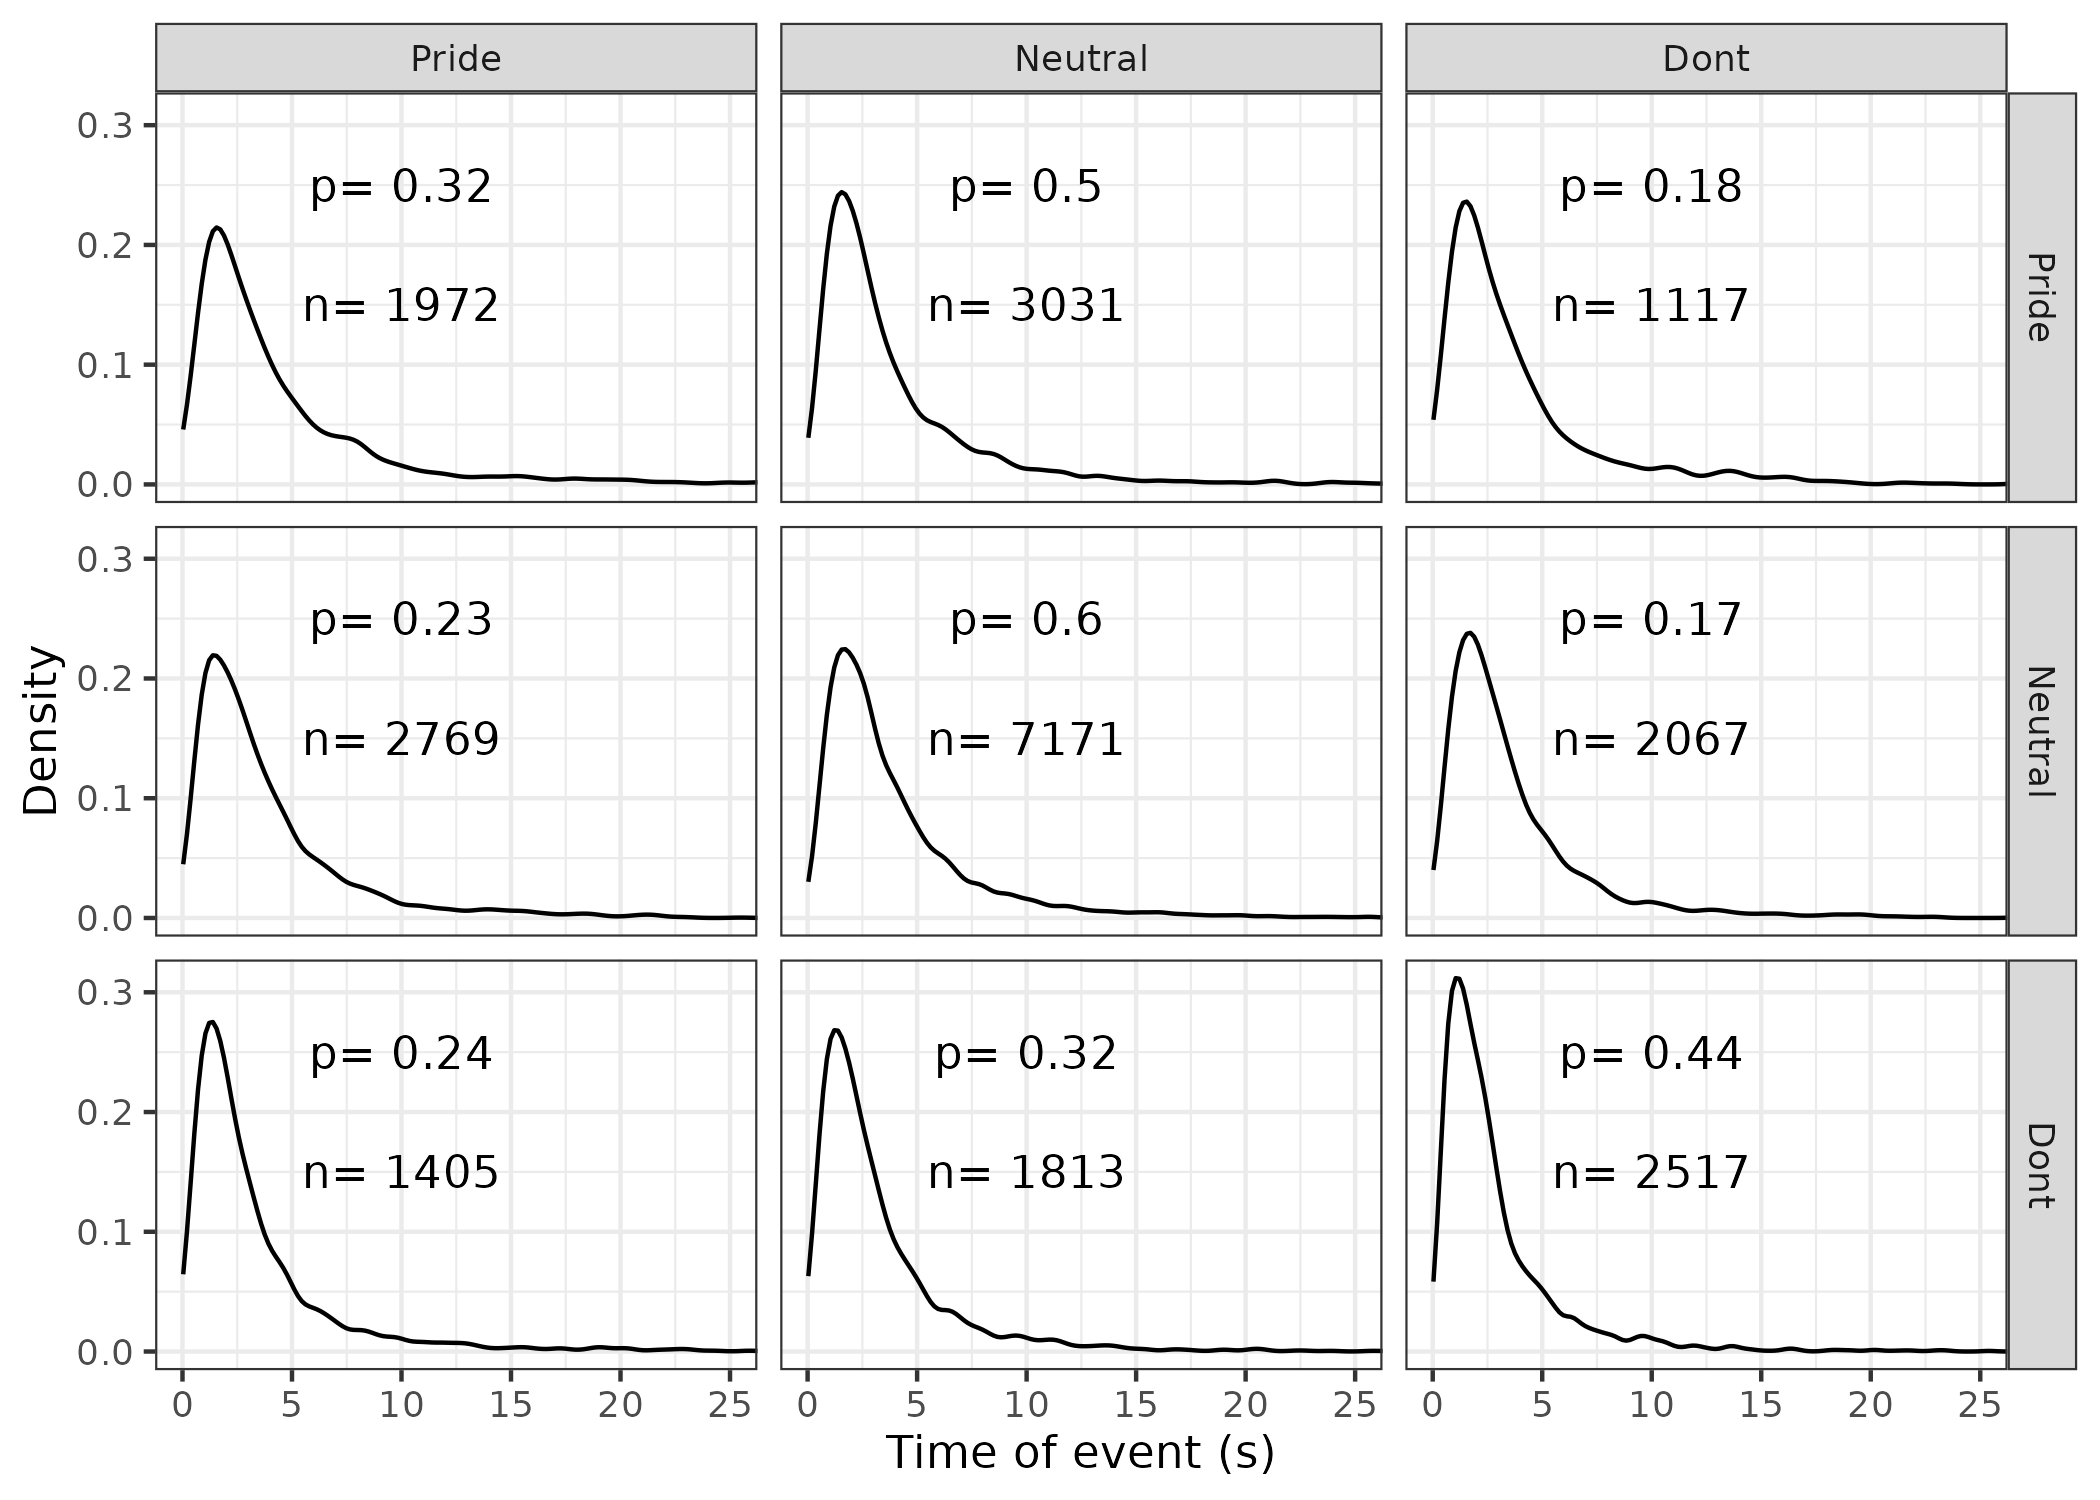 Pride Neutral Dont
0.3
0.2
0.1
0.0
p= 0.32
n= 1972
p= 0.5
n= 3031
p= 0.18
n= 1117
Pride
Density
0.3
0.2
0.1
0.0
p= 0.23
n= 2769
p= 0.6
n= 7171
p= 0.17
n= 2067
Neutral
0.3
0.2
0.1
0.0
p= 0.24
n= 1405
p= 0.32
n= 1813
p= 0.44
n= 2517
Dont
0 5 10 15 20 25 0 5 10 15 20 25 0 5 10 15 20 25
Time of event (s)